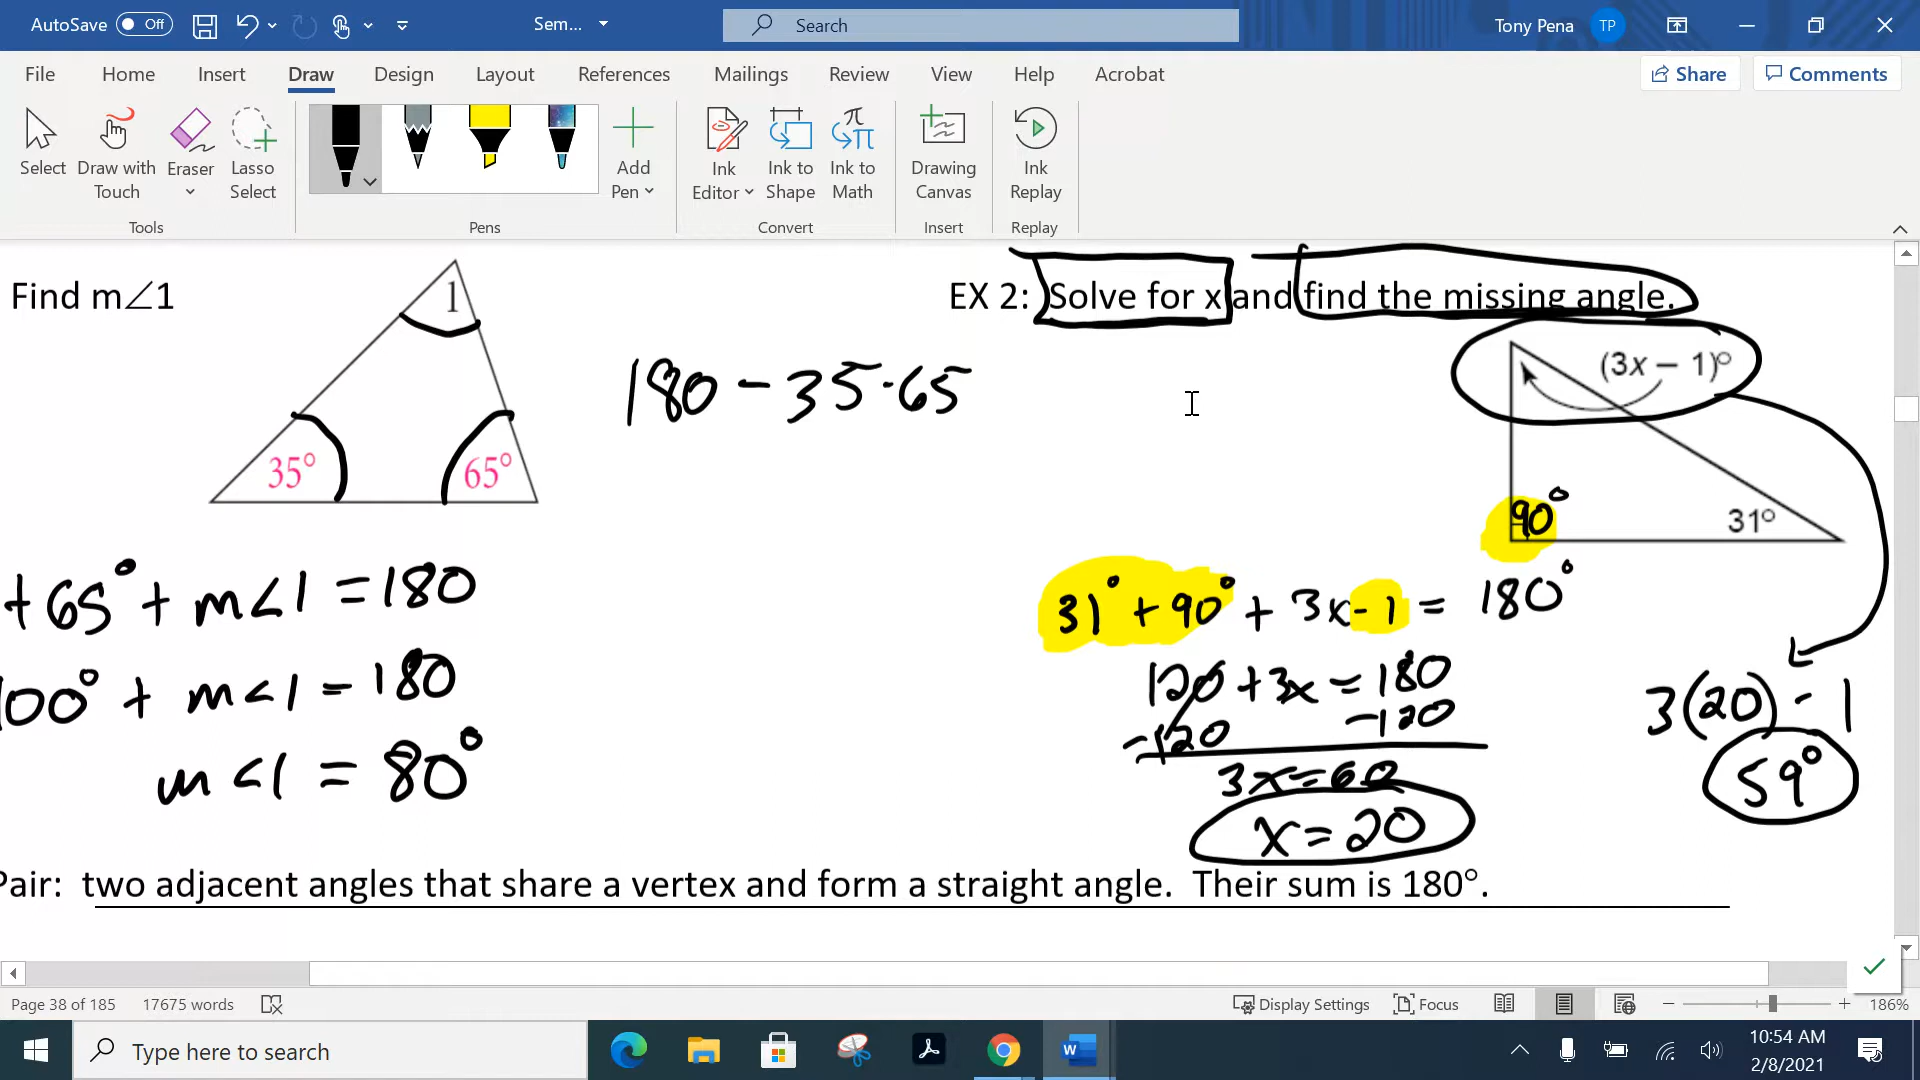 AutoSave Off Sem... Search Tony Pena TP
File Home Insert Draw Design Layout References Mailings Review View Help Acrobat Share Comments
Select Draw with Touch Eraser Lasso Select Add Pen Ink Editor Ink to Shape Ink to Math Drawing Canvas Ink Replay
Tools Pens Convert Insert Replay
Find m∠1
1
35°
65°
180 - 35 - 65
+ 65° + m∠1 = 180
100° + m∠1 = 180
m∠1 = 80°
EX 2: Solve for x and find the missing angle.
(3x – 1)°
90°
31°
31° + 90° + 3x - 1 = 180°
120 + 3x = 180
-120 -120
3x = 60
x = 20
3(20) - 1
59°
Pair: two adjacent angles that share a vertex and form a straight angle. Their sum is 180°.
Page 38 of 185 17675 words Display Settings Focus 186%
Type here to search
10:54 AM
2/8/2021